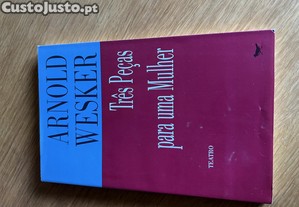 CustoJusto.pt
ARNOLD
WESKER
Três Peças
para uma Mulher
TEATRO